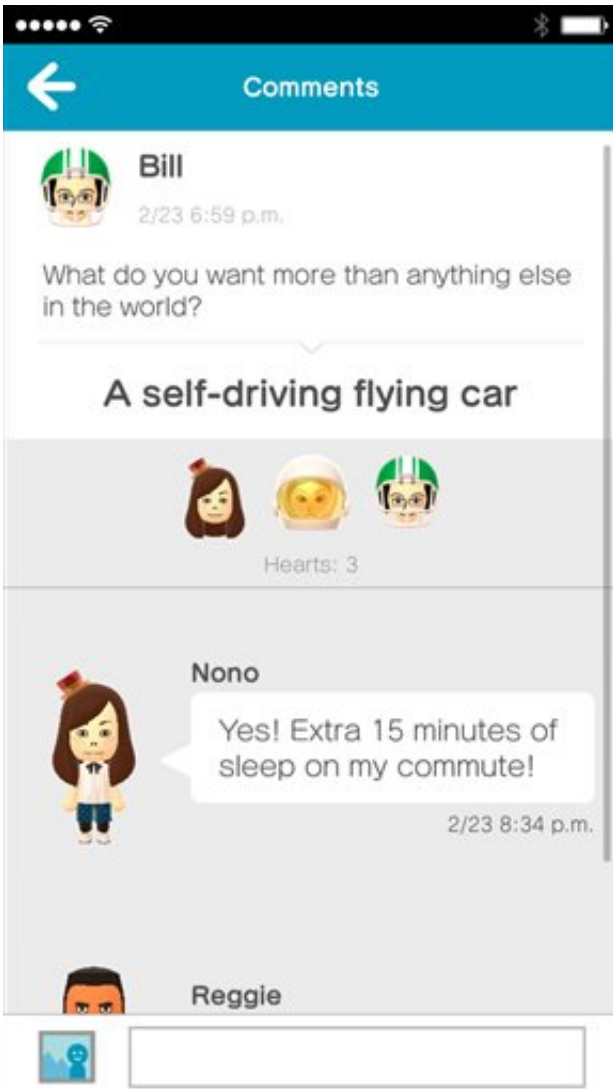 Comments
Bill
2/23 6:59 p.m.
What do you want more than anything else
in the world?
A self-driving flying car
Hearts: 3
Nono
Yes! Extra 15 minutes of
sleep on my commute!
2/23 8:34 p.m.
Reggie